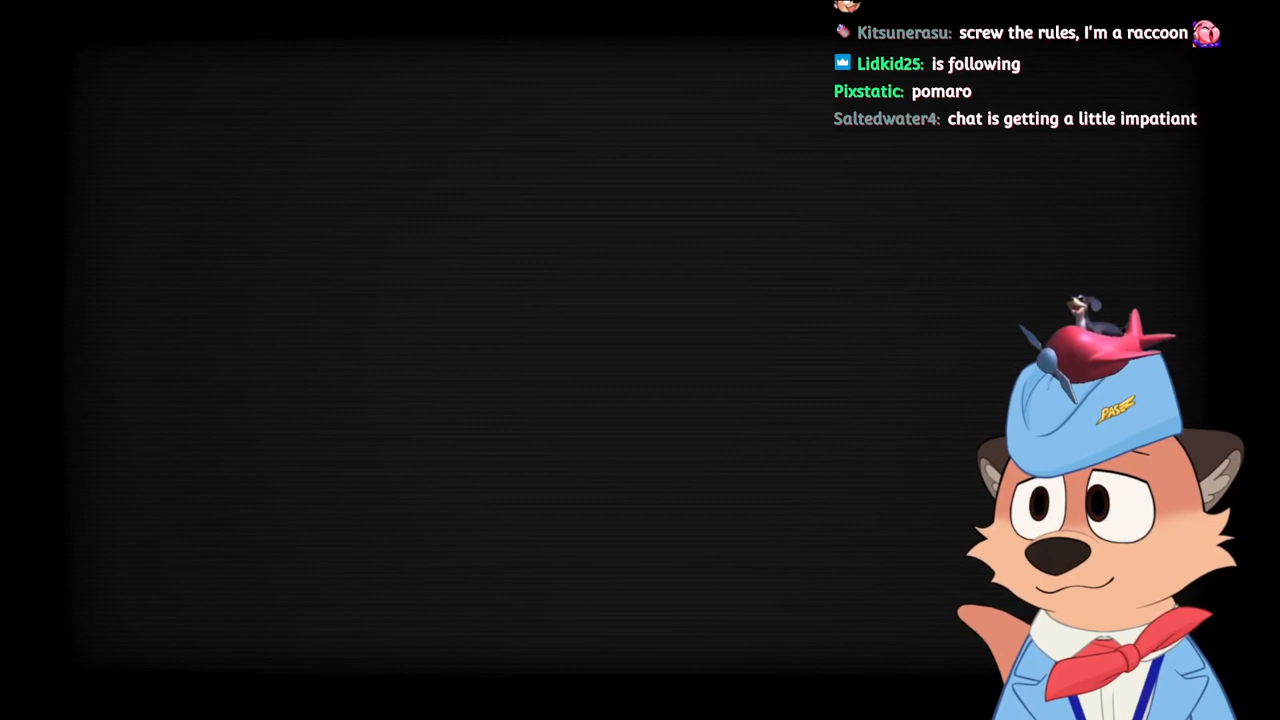 Kitsunerasu: screw the rules, I'm a raccoon
Lidkid25: is following
Pixstatic: pomaro
Saltedwater4: chat is getting a little impatiant